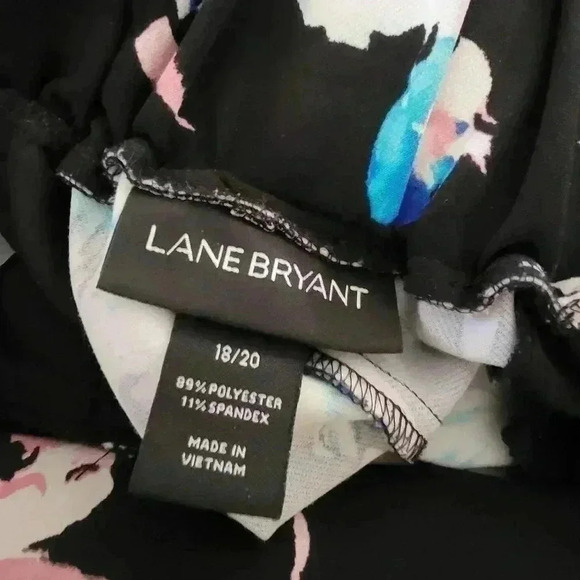 LANE BRYANT
18/20
89% POLYESTER
11% SPANDEX
MADE IN
VIETNAM